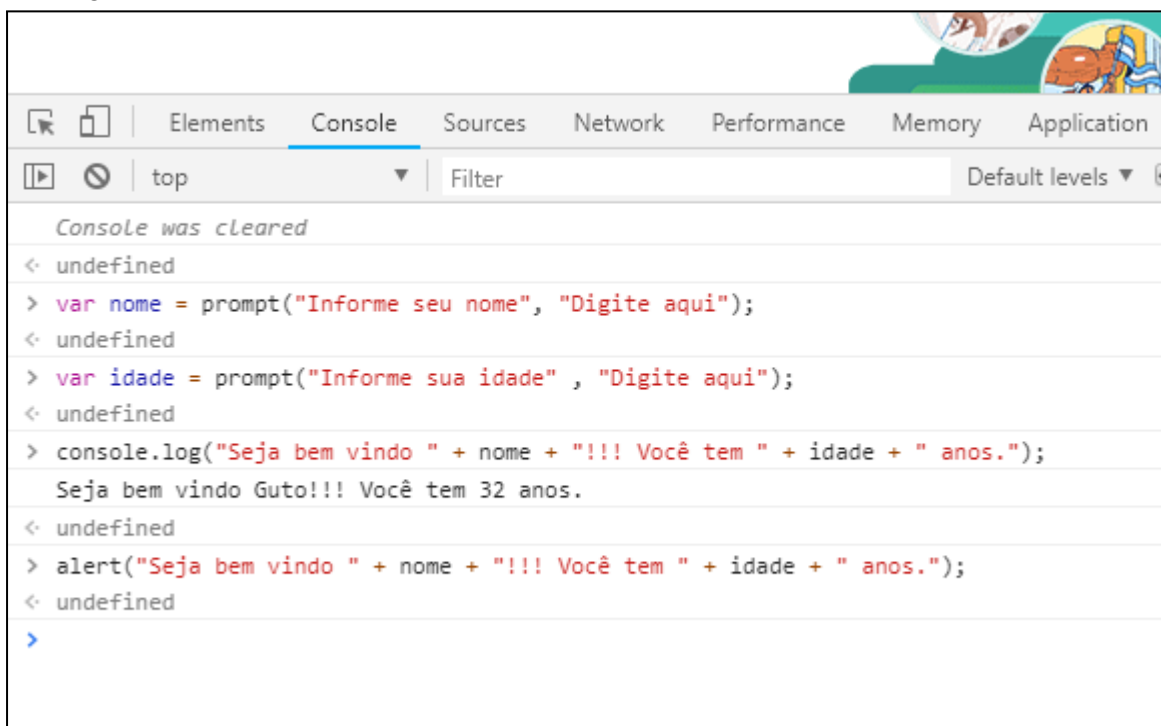 Elements Console Sources Network Performance Memory Application
top Filter Default levels
Console was cleared
undefined
> var nome = prompt("Informe seu nome", "Digite aqui");
undefined
> var idade = prompt("Informe sua idade" , "Digite aqui");
undefined
> console.log("Seja bem vindo " + nome + "!!! Você tem " + idade + " anos.");
Seja bem vindo Guto!!! Você tem 32 anos.
undefined
> alert("Seja bem vindo " + nome + "!!! Você tem " + idade + " anos.");
undefined
>